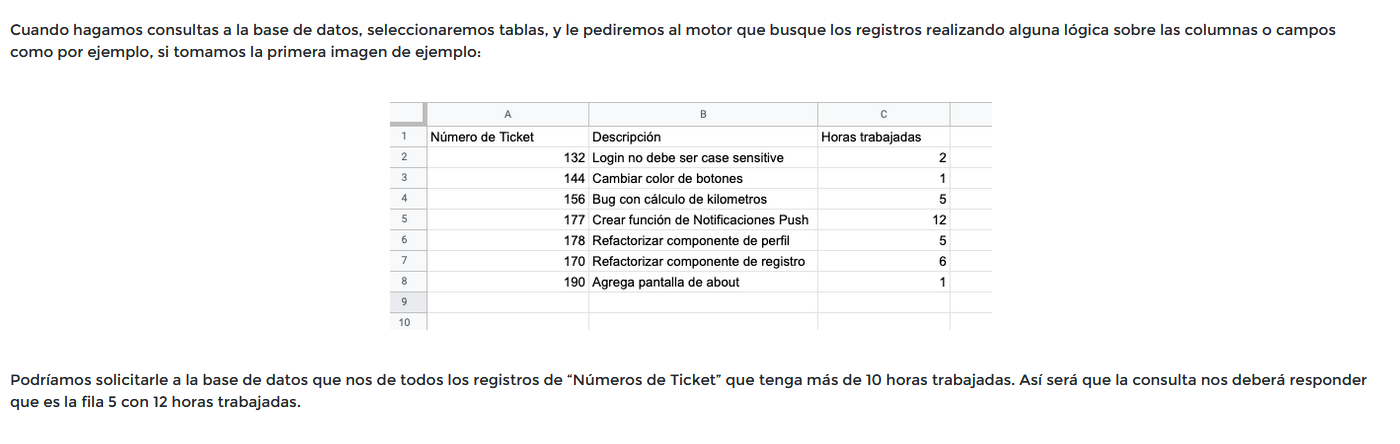 Cuando hagamos consultas a la base de datos, seleccionaremos tablas, y le pediremos al motor que busque los registros realizando alguna lógica sobre las columnas o campos
como por ejemplo, si tomamos la primera imagen de ejemplo:
A B C
1 Número de Ticket Descripción Horas trabajadas
2 132 Login no debe ser case sensitive 2
3 144 Cambiar color de botones 1
4 156 Bug con cálculo de kilometros 5
5 177 Crear función de Notificaciones Push 12
6 178 Refactorizar componente de perfil 5
7 170 Refactorizar componente de registro 6
8 190 Agrega pantalla de about 1
9
10
Podríamos solicitarle a la base de datos que nos de todos los registros de “Números de Ticket” que tenga más de 10 horas trabajadas. Así será que la consulta nos deberá responder
que es la fila 5 con 12 horas trabajadas.